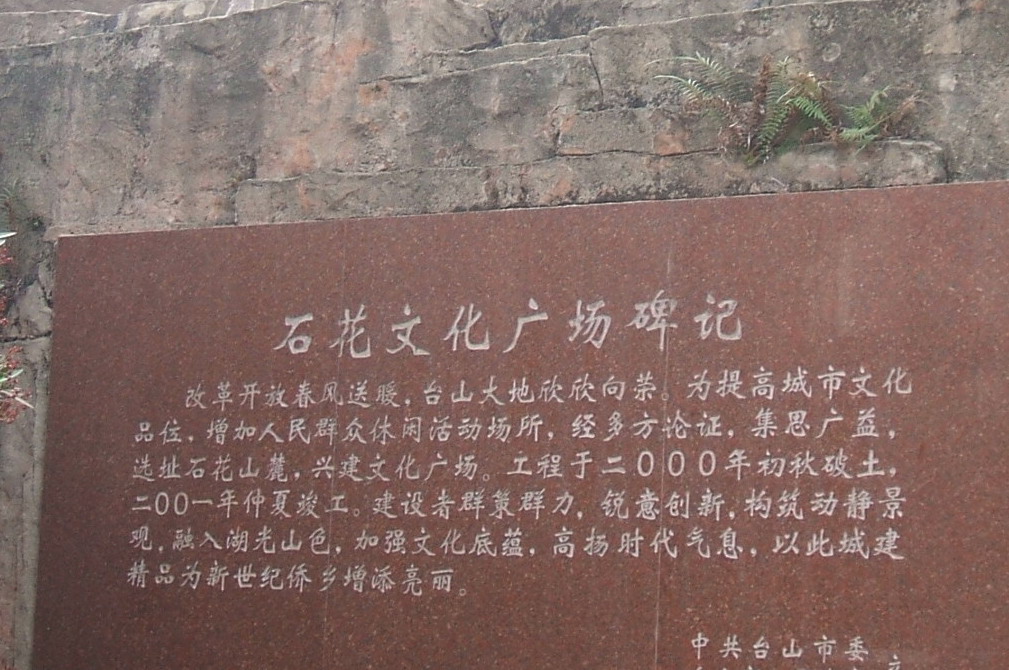 石花文化广场碑记
改革开放春风送暖，台山大地欣欣向荣。为提高城市文化
品位，增加人民群众休闲活动场所，经多方论证，集思广益，
选址石花山麓，兴建文化广场。工程于二000年初秋破土，
二00一年仲夏竣工。建设者群策群力，锐意创新，构筑动静景
观，融入湖光山色，加强文化底蕴，高扬时代气息，以此城建
精品为新世纪侨乡增添亮丽。
中共台山市委